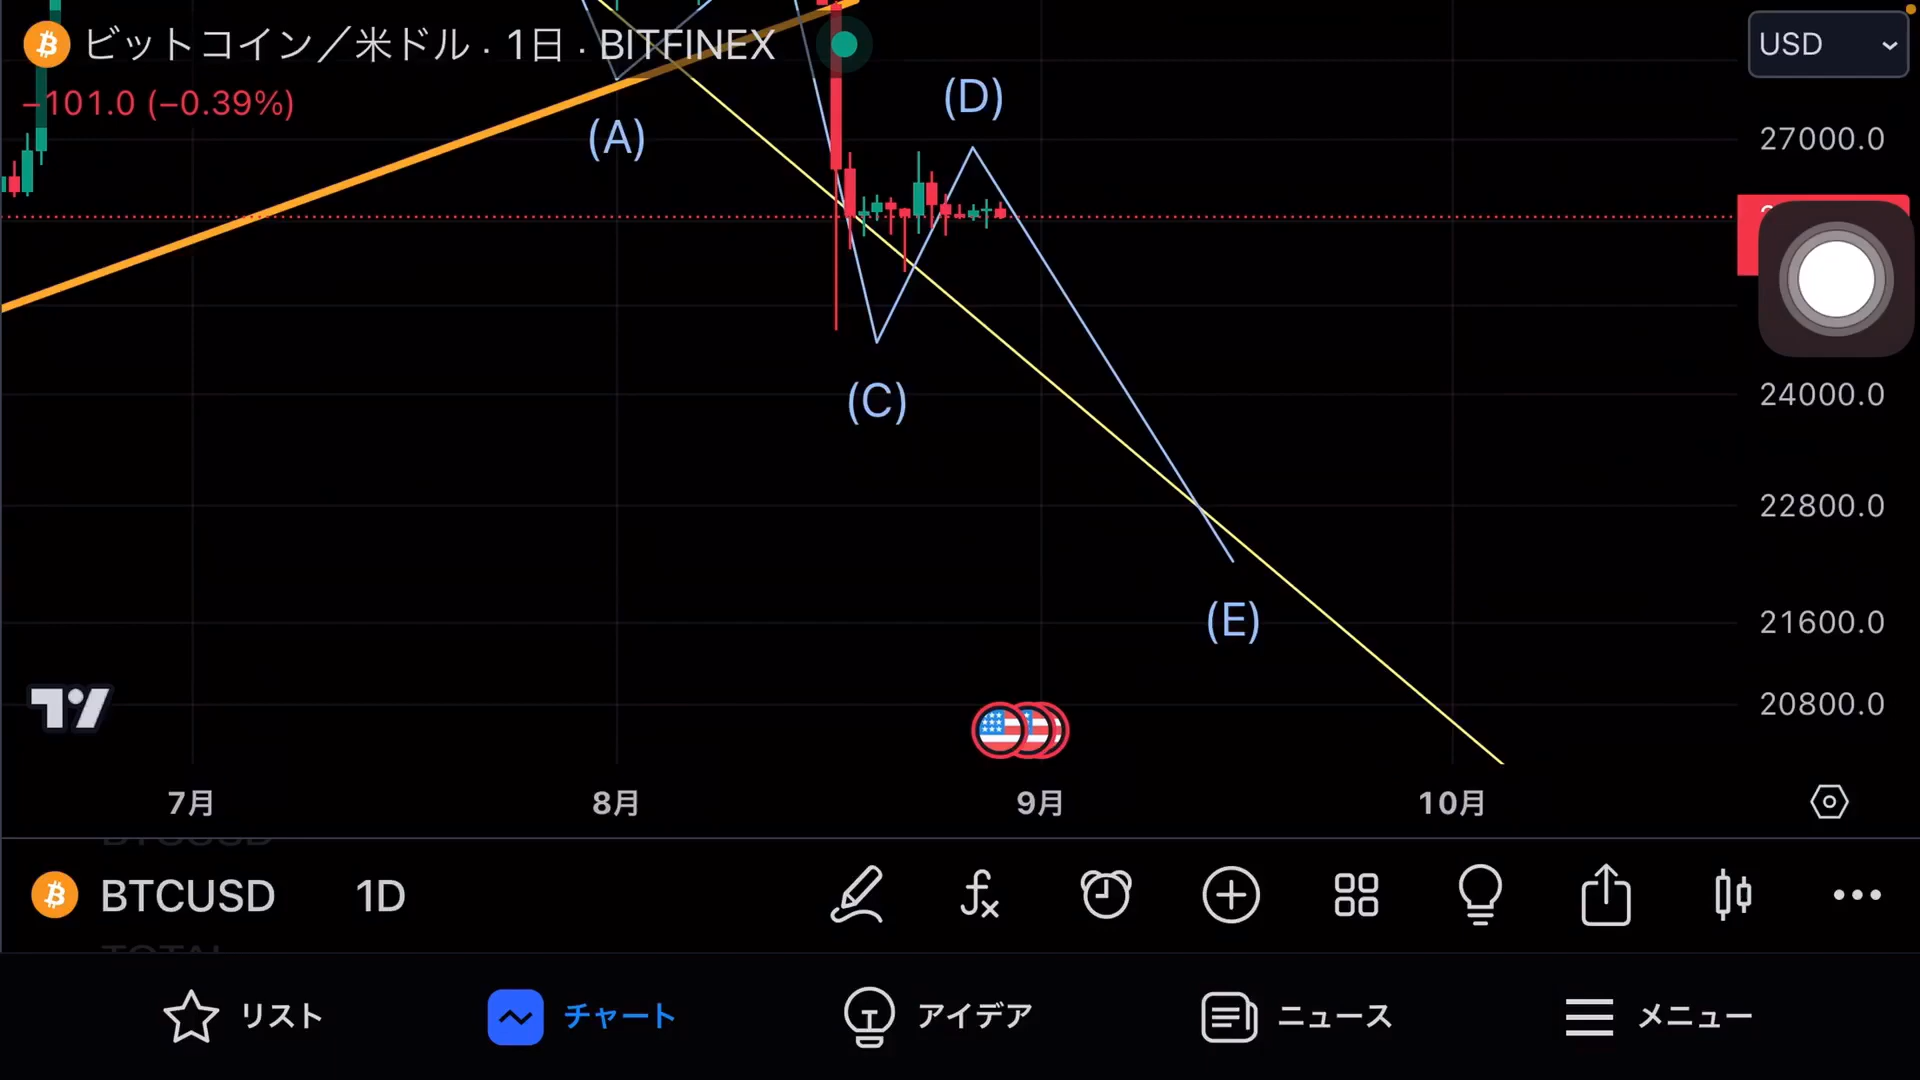 ビットコイン／米ドル · 1日 · BITFINEX
−101.0 (−0.39%)
USD
(A)
(D)
(C)
(E)
27000.0
24000.0
22800.0
21600.0
20800.0
7月
8月
9月
10月
BTCUSD 1D
リスト
チャート
アイデア
ニュース
メニュー